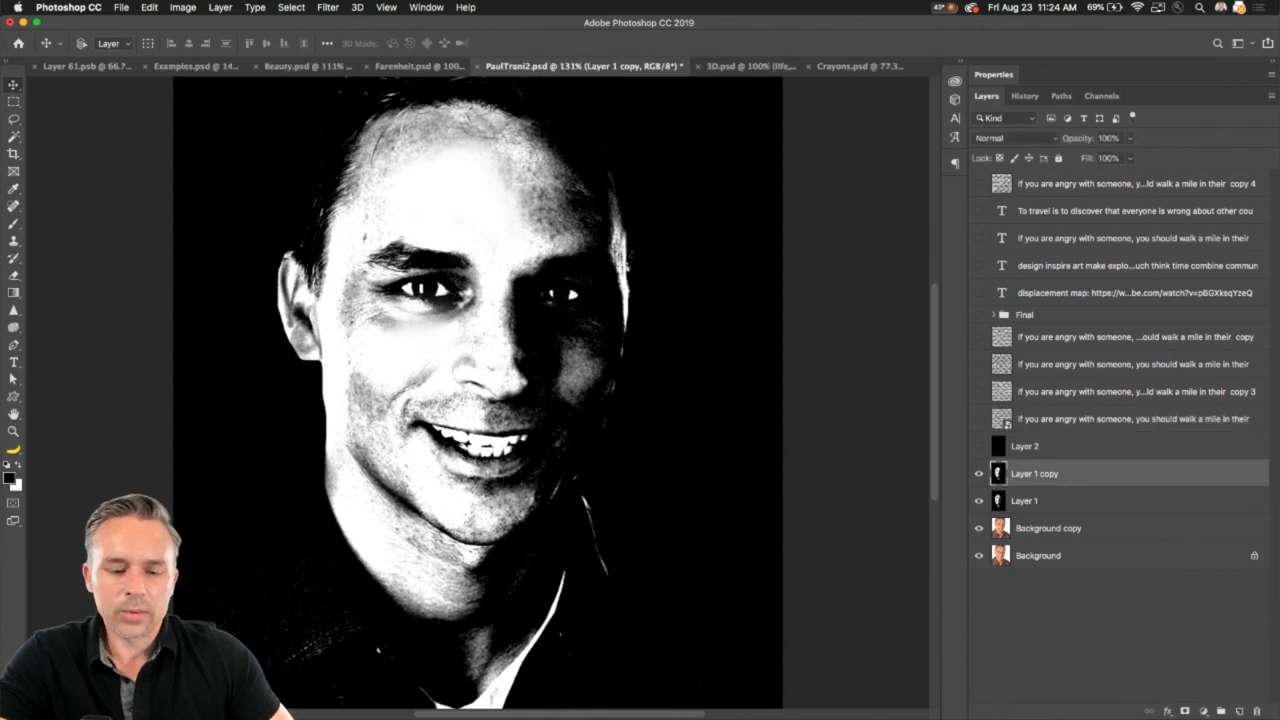 Photoshop CC File Edit Image Layer Type Select Filter 3D View Window Help 43° 69% Fri Aug 23 11:24 AM
Adobe Photoshop CC 2019
Layer 3D Mode:
Layer 61.psb @ 66.7... Examples.psd @ 14... Beauty.psd @ 111% ... Farenheit.psd @ 100... PaulTrani2.psd @ 131% (Layer 1 copy, RGB/8*) * 3D.psd @ 100% (life,... Crayons.psd @ 77.3...
Properties
Layers History Paths Channels
Kind
Normal Opacity: 100%
Lock: Fill: 100%
If you are angry with someone, y...ld walk a mile in their copy 4
To travel is to discover that everyone is wrong about other cou
If you are angry with someone, you should walk a mile in their
design inspire art make explo...uch think time combine commun
displacement map: https://w...be.com/watch?v=pBGXksqYzeQ
Final
If you are angry with someone, ...ould walk a mile in their copy
If you are angry with someone, you should walk a mile in their
If you are angry with someone, y...ld walk a mile in their copy 3
If you are angry with someone, you should walk a mile in their
Layer 2
Layer 1 copy
Layer 1
Background copy
Background